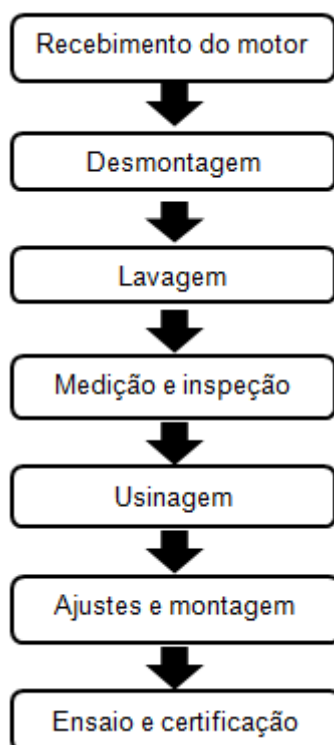 Recebimento do motor
Desmontagem
Lavagem
Medição e inspeção
Usinagem
Ajustes e montagem
Ensaio e certificação